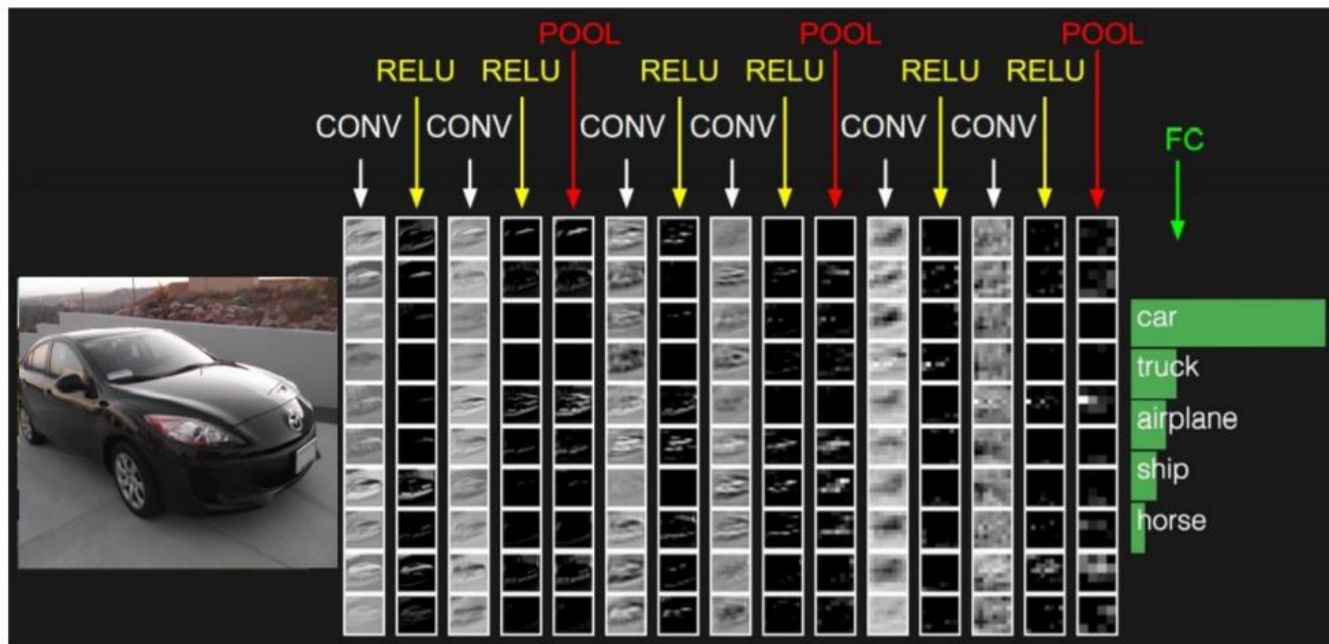 POOL POOL POOL
RELU RELU RELU RELU RELU RELU
CONV CONV CONV CONV CONV CONV
FC
car
truck
airplane
ship
horse